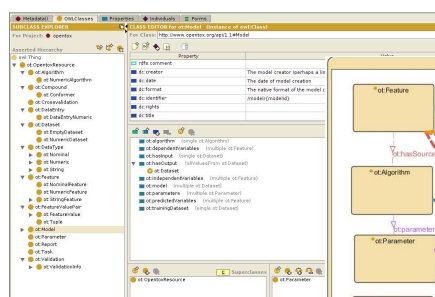 Metadata() OWLClasses Properties Individuals Forms
SUBCLASS EXPLORER
CLASS EDITOR for ot:Model (instance of owl:Class)
For Project: opentox
For Class: http://www.opentox.org/api/1.1#Model
Asserted Hierarchy
owl:Thing
ot:OpentoxResource
ot:Algorithm
ot:NumericAlgorithm
ot:Compound
ot:Conformer
ot:Crossvalidation
ot:DataEntry
ot:DataEntryNumeric
ot:Dataset
ot:EmptyDataset
ot:NumericDataset
ot:DataType
ot:Nominal
ot:Numeric
ot:String
ot:Feature
ot:NominalFeature
ot:NumericFeature
ot:StringFeature
ot:FeatureValuePair
ot:FeatureValue
ot:Tuple
ot:Model
ot:Parameter
ot:Report
ot:Task
ot:Validation
ot:ValidationInfo
Property
rdfs:comment
dc:creator The model creator (perhaps a lin
dc:date The date of model creation
dc:format The native format of the model c
dc:identifier /model/{modelid}
dc:rights
dc:title
ot:algorithm (single ot:Algorithm)
ot:dependentVariables (multiple ot:Feature)
ot:hasInput (single ot:Dataset)
ot:hasOutput (allValuesFrom ot:Dataset)
ot:Dataset
ot:independentVariables (multiple ot:Feature)
ot:model (multiple ot:Dataset)
ot:parameters (multiple ot:Parameter)
ot:predictedVariables (multiple ot:Feature)
ot:trainingDataset (single ot:Dataset)
Superclasses
ot:OpentoxResource
ot:Parameter
ot:Feature
ot:hasSource
ot:Algorithm
ot:parameter
ot:Parameter